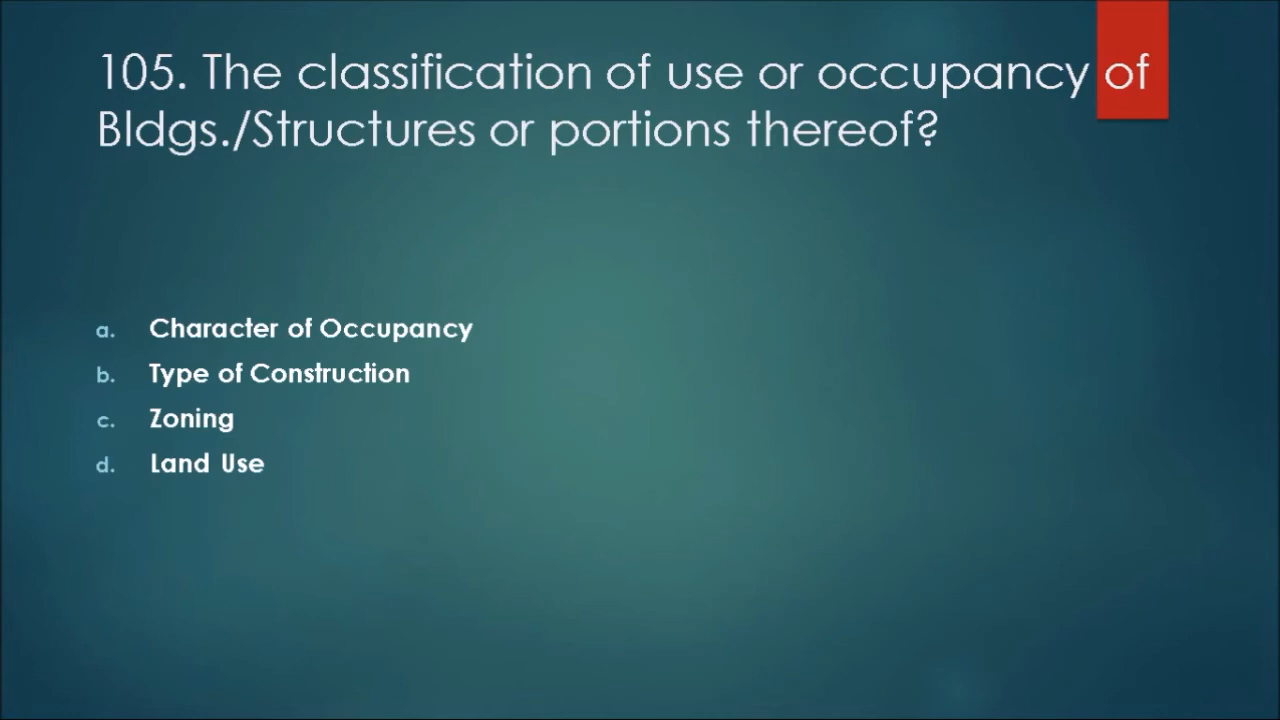 105. The classification of use or occupancy of
Bldgs./Structures or portions thereof?
a. Character of Occupancy
b. Type of Construction
c. Zoning
d. Land Use